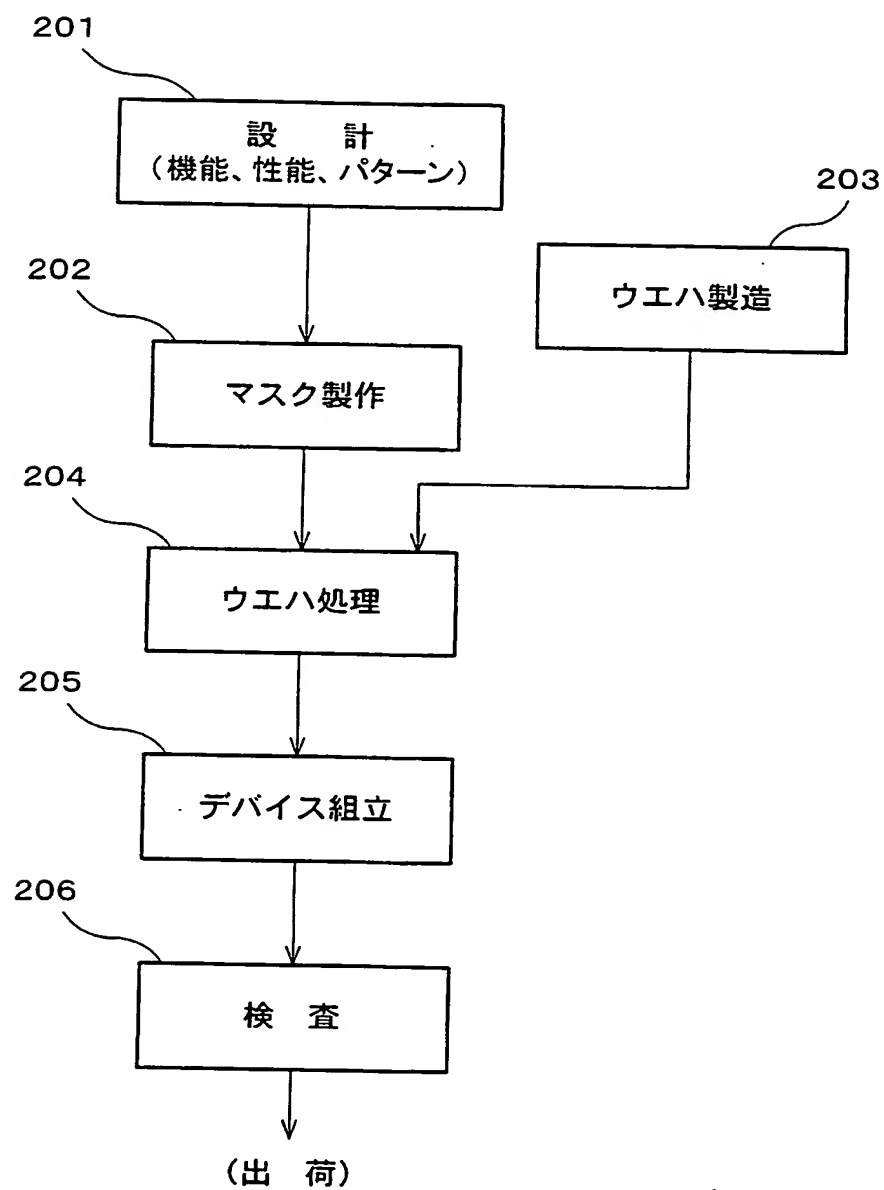 201
設　計
（機能、性能、パターン）
203
ウエハ製造
202
マスク製作
204
ウエハ処理
205
デバイス組立
206
検　査
（出　荷）